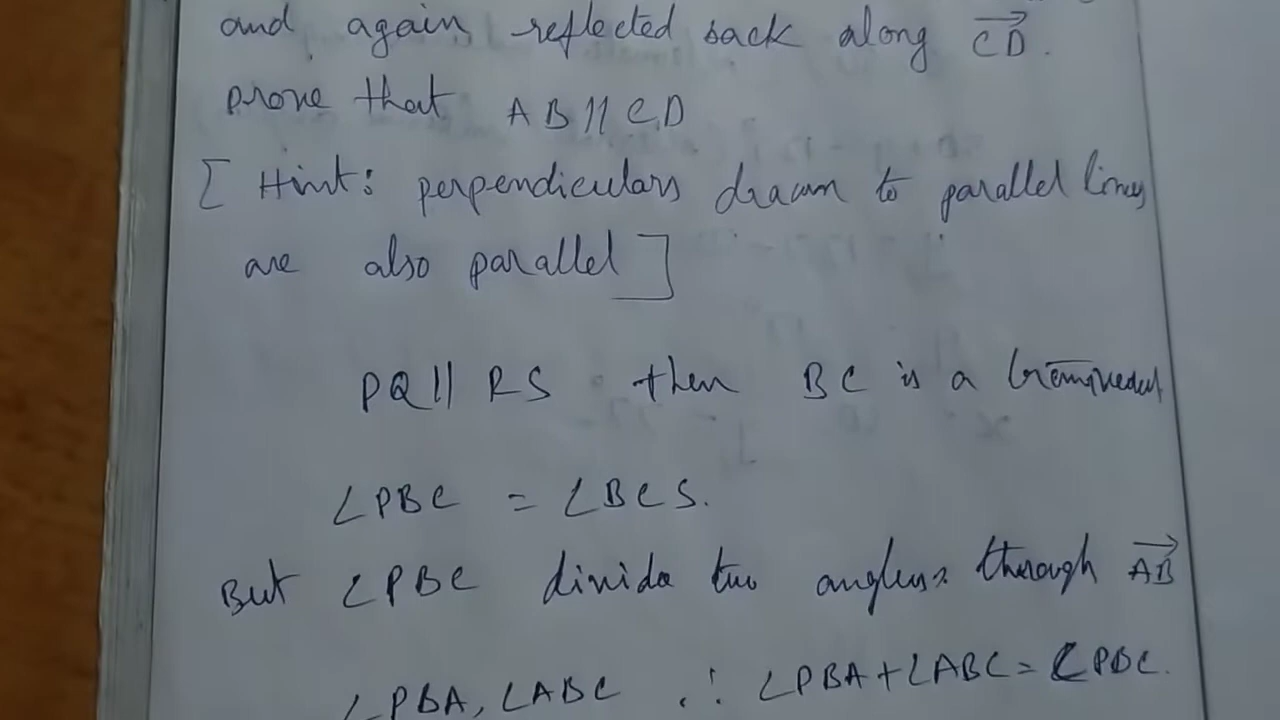 and again reflected back along CD→.
prove that AB || CD
[ Hint: perpendiculars drawn to parallel lines
are also parallel ]
PQ || RS then BC is a
∠PBC = ∠BCS.
But ∠PBC divide two angles through AB→
∠PBA, ∠ABC ∴ ∠PBA + ∠ABC = ∠PBC.